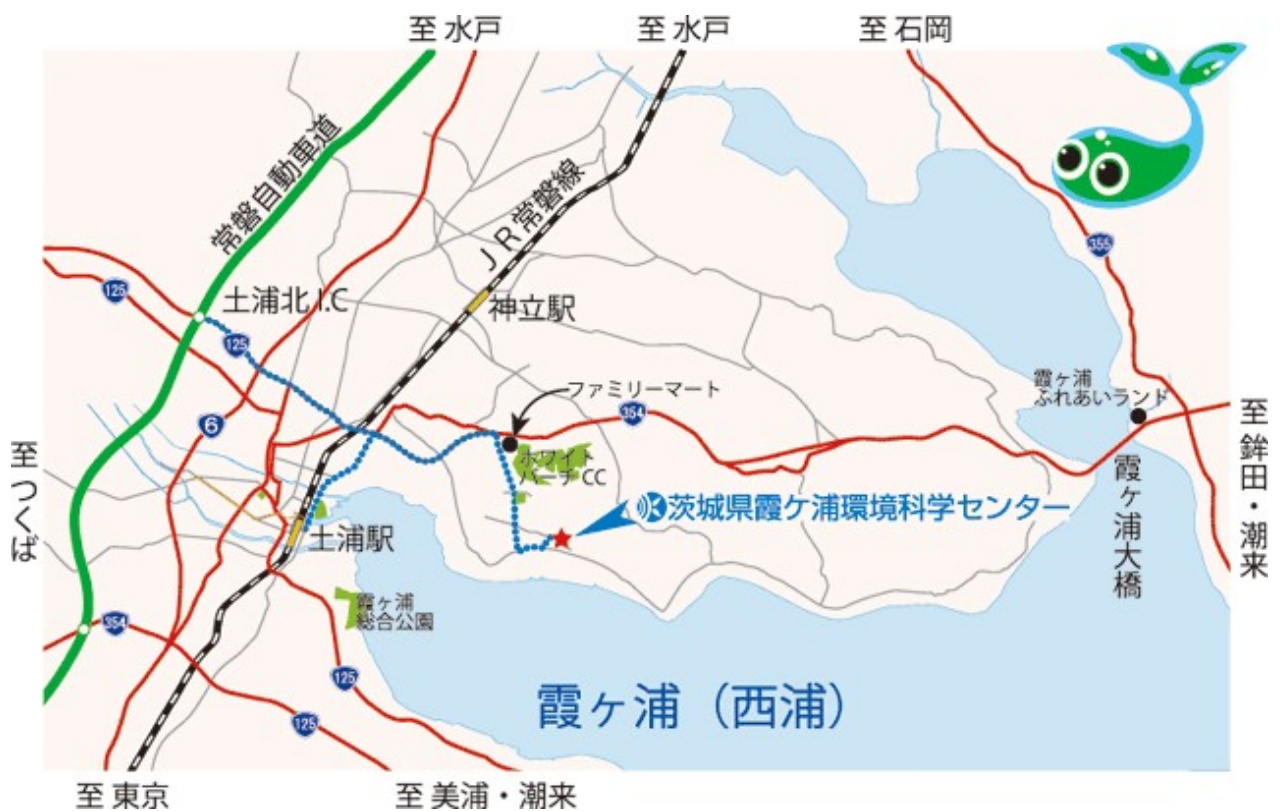 至 水戸
至 水戸
至 石岡
常磐自動車道
JR常磐線
355
125
土浦北I.C
神立駅
125
ファミリーマート
霞ヶ浦
ふれあいランド
354
6
至 つくば
ホワイト
バーチCC
至 鉾田・潮来
茨城県霞ケ浦環境科学センター
霞ヶ浦大橋
土浦駅
霞ヶ浦
総合公園
354
125
霞ヶ浦（西浦）
125
至 東京
至 美浦・潮来